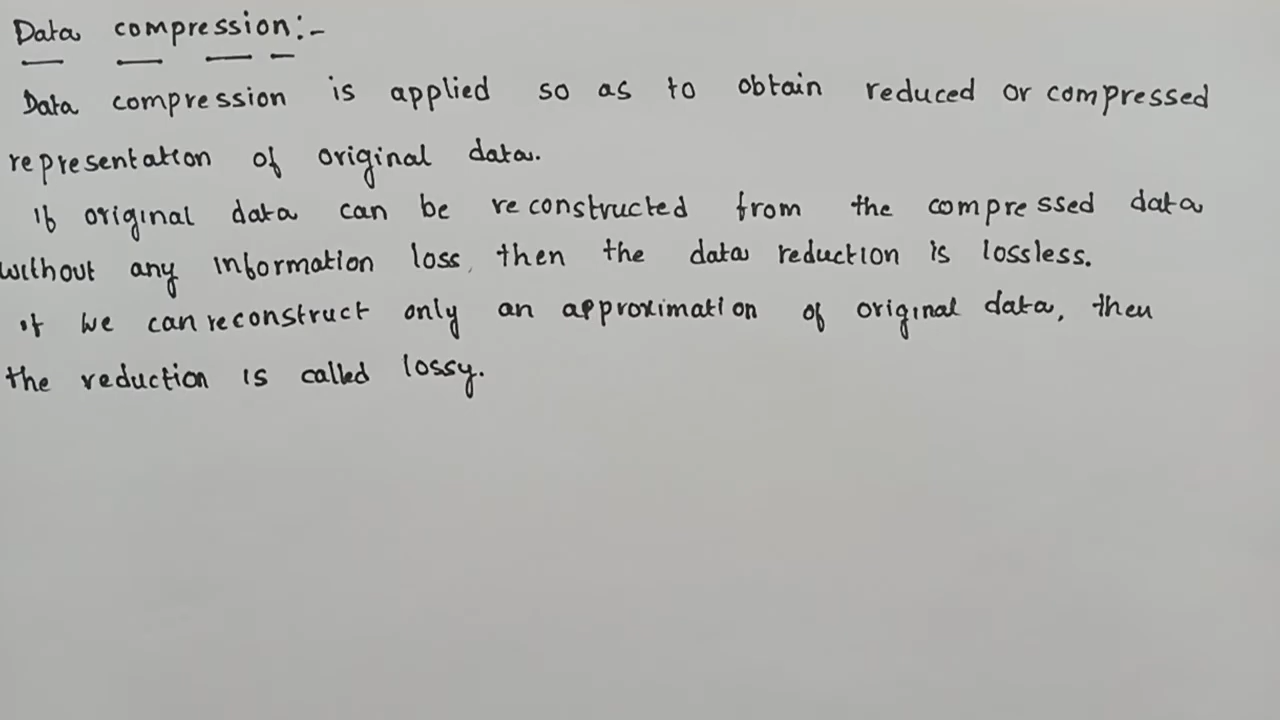 Data compression:-
Data compression is applied so as to obtain reduced or compressed
representation of original data.
If original data can be reconstructed from the compressed data
without any information loss, then the data reduction is lossless.
if we can reconstruct only an approximation of original data, then
the reduction is called lossy.